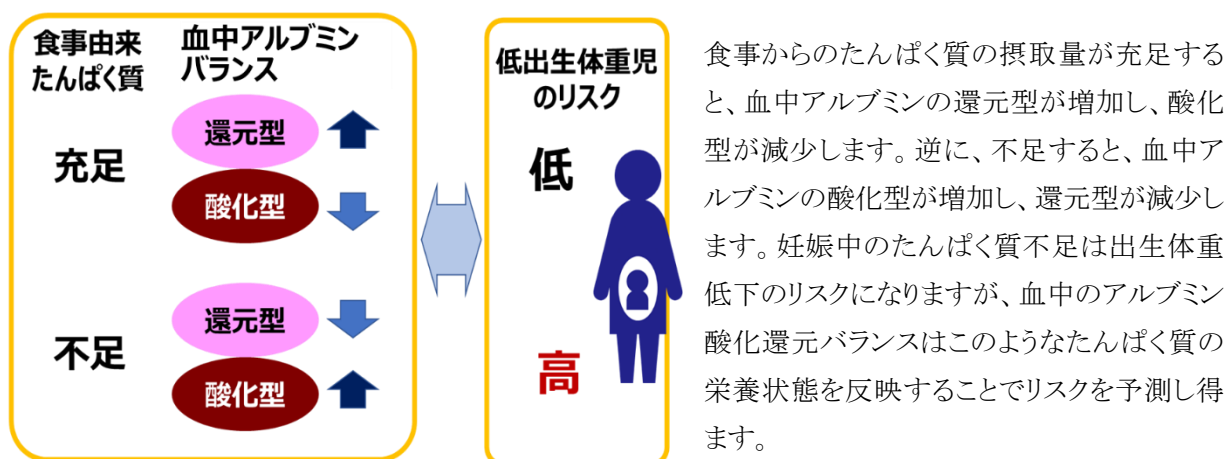 食事由来
たんぱく質
血中アルブミン
バランス
充足
還元型
酸化型
不足
還元型
酸化型
低出生体重児
のリスク
低
高
食事からのたんぱく質の摂取量が充足する
と、血中アルブミンの還元型が増加し、酸化
型が減少します。逆に、不足すると、血中ア
ルブミンの酸化型が増加し、還元型が減少し
ます。妊娠中のたんぱく質不足は出生体重
低下のリスクになりますが、血中のアルブミン
酸化還元バランスはこのようなたんぱく質の
栄養状態を反映することでリスクを予測し得
ます。